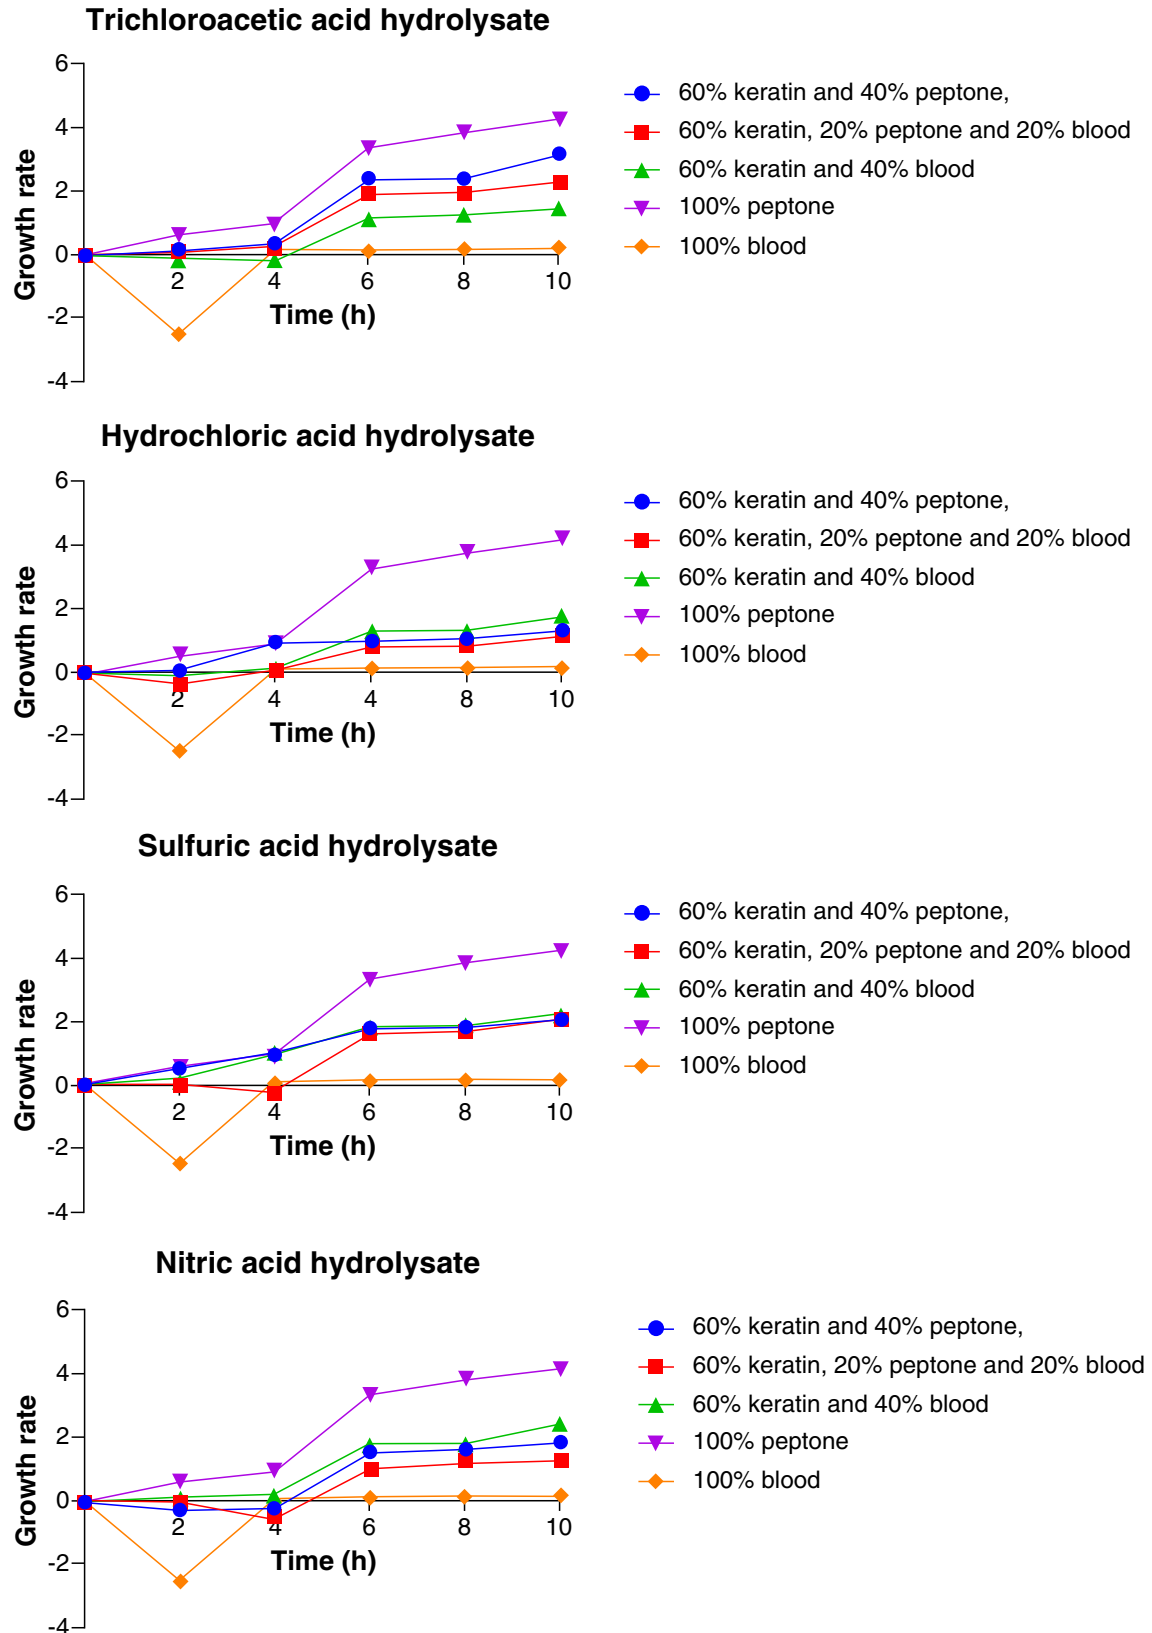 Trichloroacetic acid hydrolysate
6
4
2
0
-2
-4
Growth rate
2 4 6 8 10
Time (h)
60% keratin and 40% peptone,
60% keratin, 20% peptone and 20% blood
60% keratin and 40% blood
100% peptone
100% blood
Hydrochloric acid hydrolysate
6
4
2
0
-2
-4
Growth rate
2 4 4 8 10
Time (h)
60% keratin and 40% peptone,
60% keratin, 20% peptone and 20% blood
60% keratin and 40% blood
100% peptone
100% blood
Sulfuric acid hydrolysate
6
4
2
0
-2
-4
Growth rate
2 4 6 8 10
Time (h)
60% keratin and 40% peptone,
60% keratin, 20% peptone and 20% blood
60% keratin and 40% blood
100% peptone
100% blood
Nitric acid hydrolysate
6
4
2
0
-2
-4
Growth rate
2 4 6 8 10
Time (h)
60% keratin and 40% peptone,
60% keratin, 20% peptone and 20% blood
60% keratin and 40% blood
100% peptone
100% blood